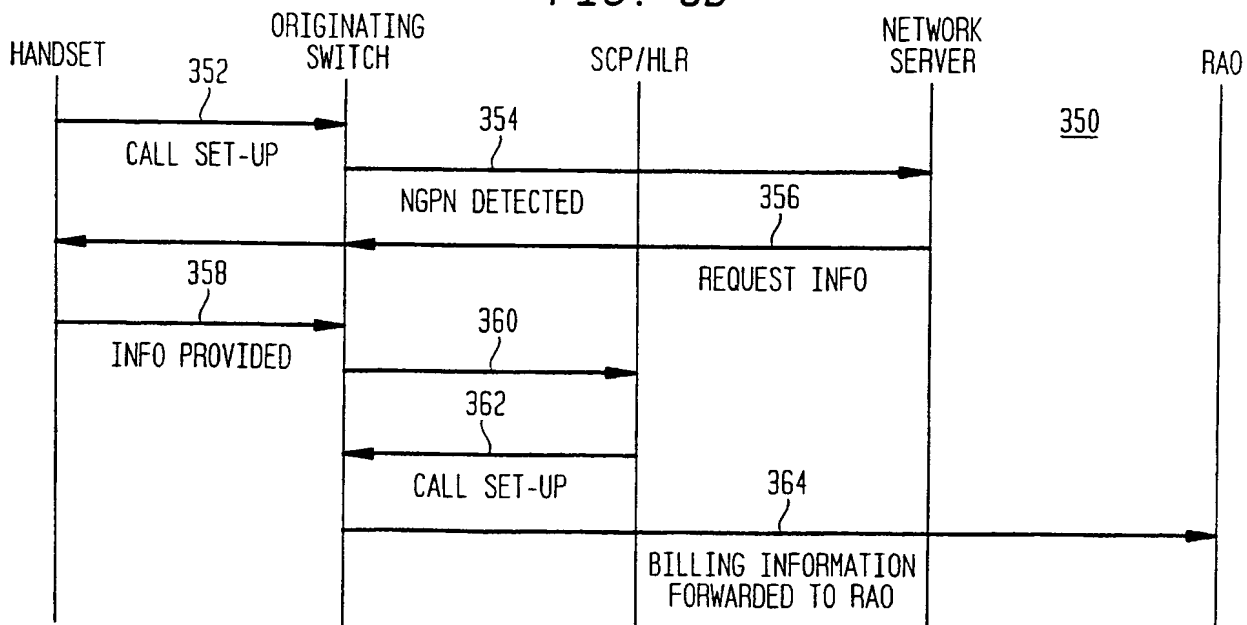 HANDSET
ORIGINATING
SWITCH
SCP/HLR
NETWORK
SERVER
RAO
352
CALL SET-UP
354
350
NGPN DETECTED
356
REQUEST INFO
358
INFO PROVIDED
360
362
CALL SET-UP
364
BILLING INFORMATION
FORWARDED TO RAO